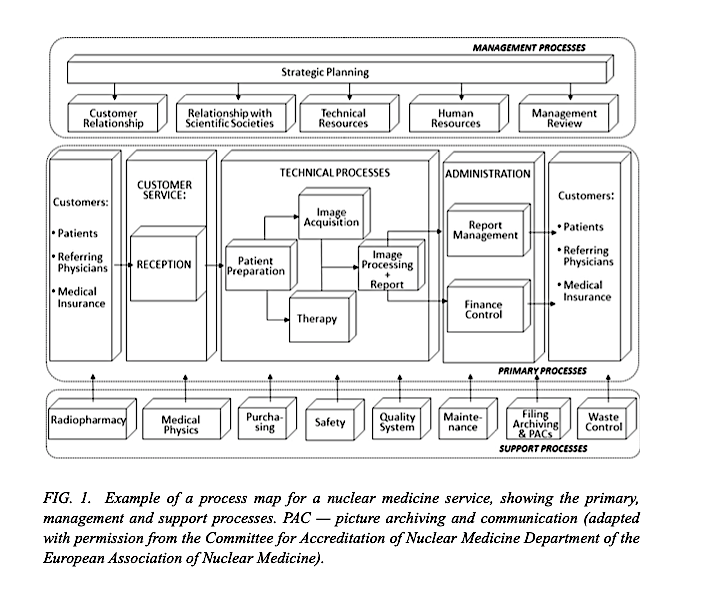 MANAGEMENT PROCESSES
Strategic Planning
Customer
Relationship
Relationship with
Scientific Societies
Technical
Resources
Human
Resources
Management
Review
Customers:
• Patients
• Referring
Physicians
• Medical
Insurance
CUSTOMER
SERVICE:
RECEPTION
TECHNICAL PROCESSES
Patient
Preparation
Image
Acquisition
Therapy
Image
Processing
+
Report
ADMINISTRATION
Report
Management
Finance
Control
Customers:
• Patients
• Referring
Physicians
• Medical
Insurance
PRIMARY PROCESSES
Radiopharmacy
Medical
Physics
Purcha-
sing
Safety
Quality
System
Mainte-
nance
Filing
Archiving
& PACs
Waste
Control
SUPPORT PROCESSES
FIG. 1. Example of a process map for a nuclear medicine service, showing the primary,
management and support processes. PAC — picture archiving and communication (adapted
with permission from the Committee for Accreditation of Nuclear Medicine Department of the
European Association of Nuclear Medicine).